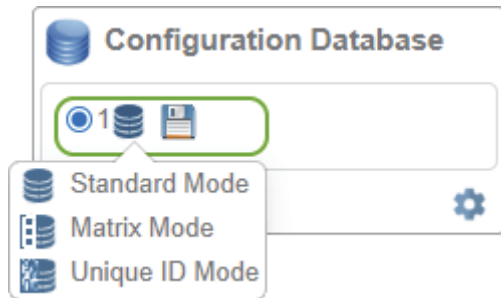 Configuration Database
1
Standard Mode
Matrix Mode
Unique ID Mode